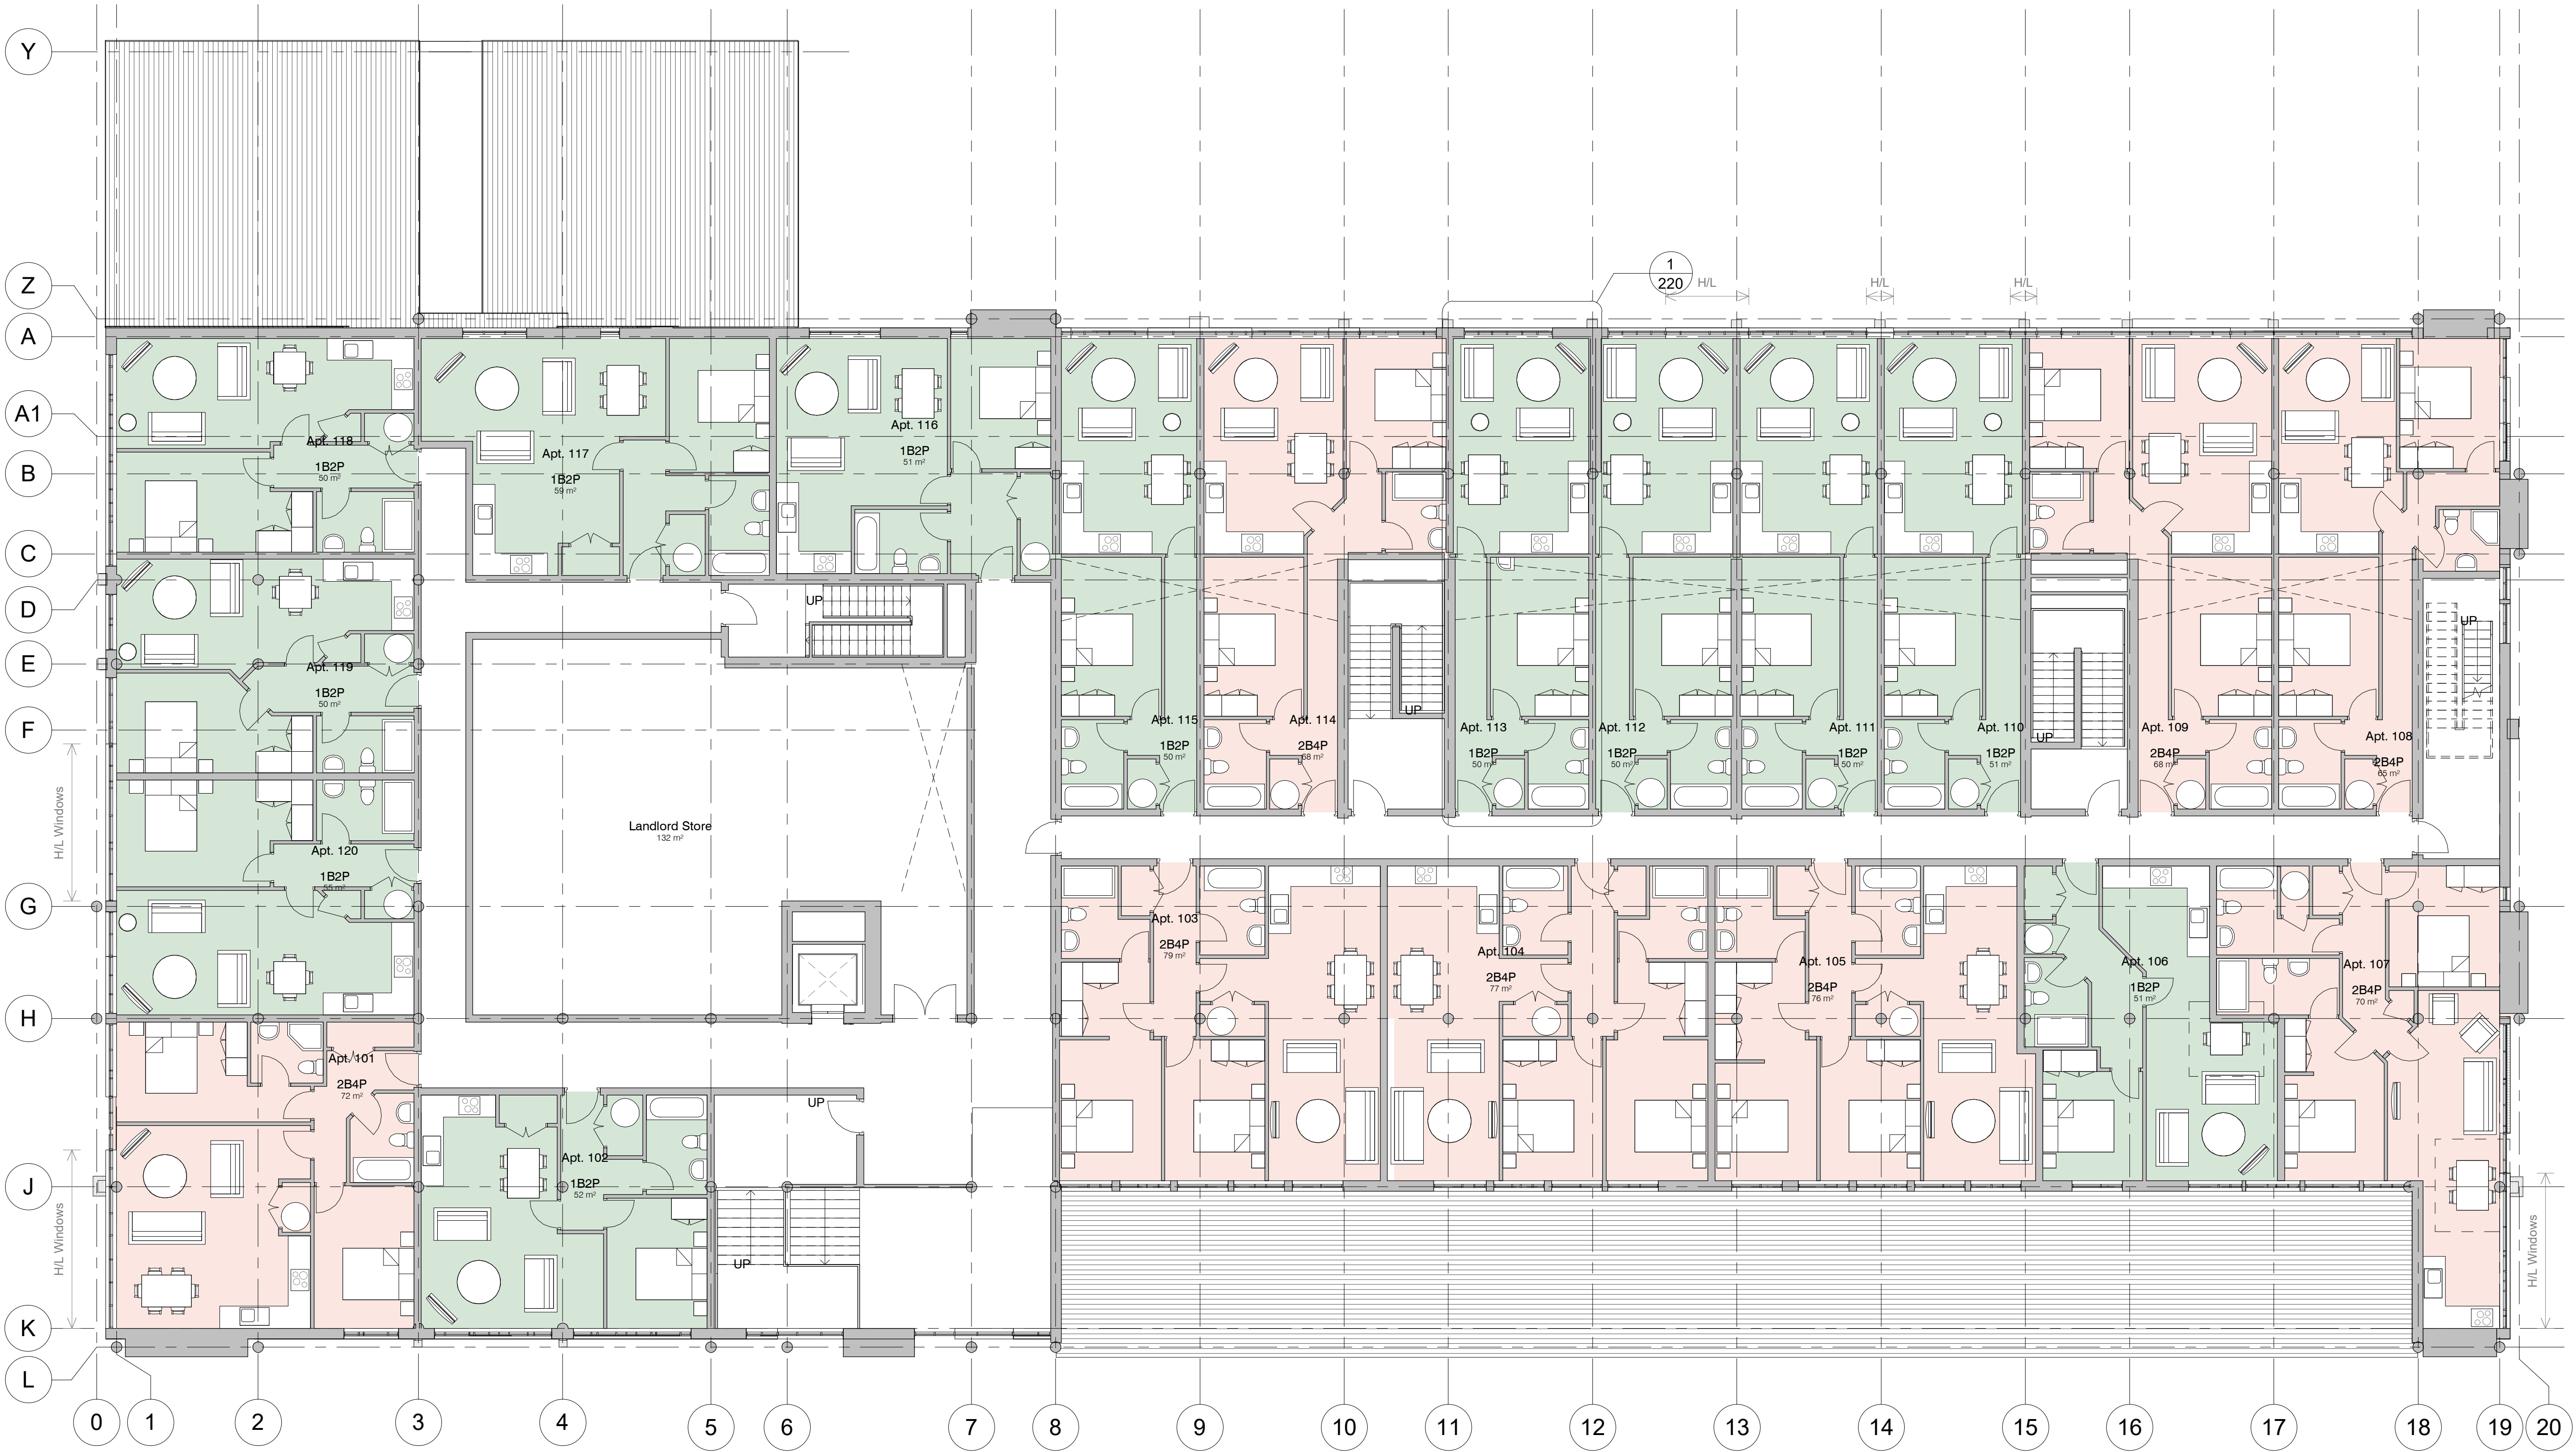 Y
Z
1
220
H/L
H/L
H/L
A
A1
B
C
D
E
F
G
H
J
K
L
Apt. 118
1B2P
50 m²
Apt. 117
1B2P
59 m²
Apt. 116
1B2P
51 m²
Apt. 119
1B2P
50 m²
UP
Apt. 115
1B2P
50 m²
Apt. 114
2B4P
68 m²
UP
Apt. 113
1B2P
50 m²
Apt. 112
1B2P
50 m²
Apt. 111
1B2P
50 m²
Apt. 110
1B2P
51 m²
UP
Apt. 109
2B4P
68 m²
Apt. 108
2B4P
65 m²
UP
H/L Windows
Apt. 120
1B2P
55 m²
Landlord Store
132 m²
Apt. 103
2B4P
79 m²
Apt. 104
2B4P
77 m²
Apt. 105
2B4P
76 m²
Apt. 106
1B2P
51 m²
Apt. 107
2B4P
70 m²
Apt. 101
2B4P
72 m²
Apt. 102
1B2P
52 m²
UP
UP
H/L Windows
H/L Windows
0
1
2
3
4
5
6
7
8
9
10
11
12
13
14
15
16
17
18
19
20